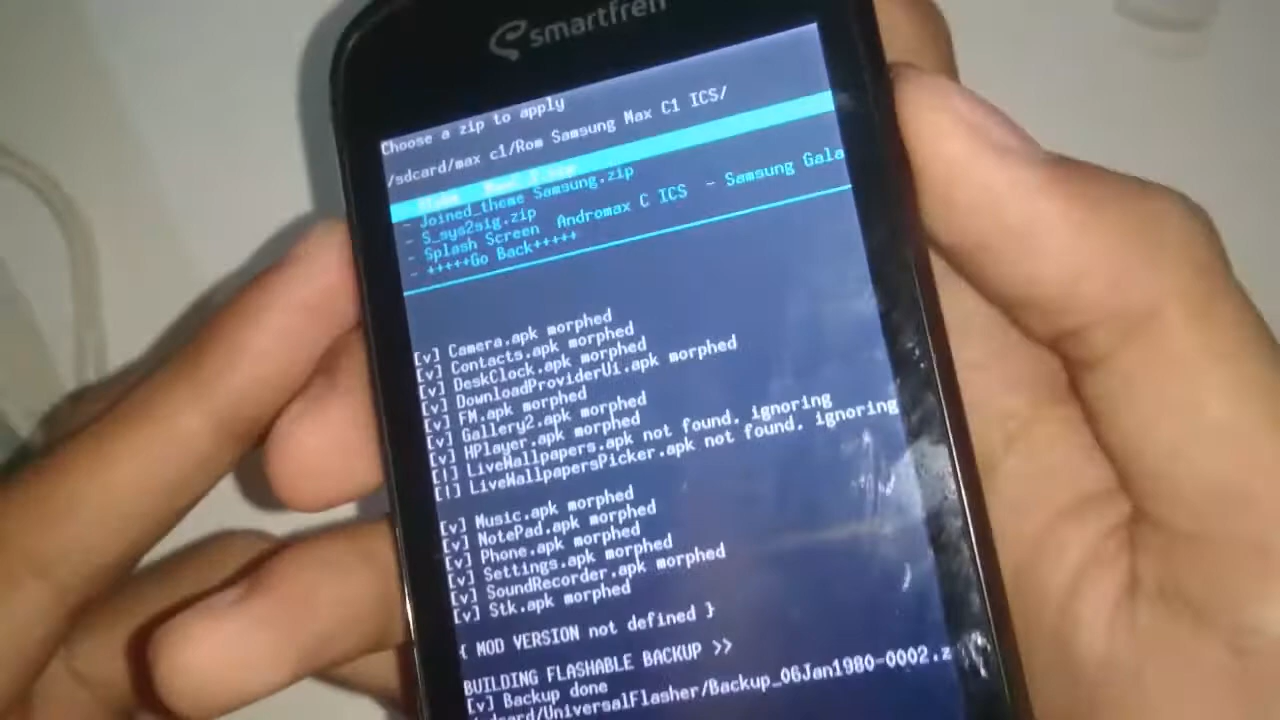 smartfren
Choose a zip to apply
/sdcard/max c1/Rom Samsung Max C1 ICS/
- Joined_theme Samsung.zip
- S_sys2sig.zip
- Splash Screen Andromax C ICS - Samsung Gala
- +++++Go Back+++++
[v] Camera.apk morphed
[v] Contacts.apk morphed
[v] DeskClock.apk morphed
[v] DownloadProviderUi.apk morphed
[v] FM.apk morphed
[v] Gallery2.apk morphed
[v] HPlayer.apk morphed
[!] LiveWallpapers.apk not found. ignoring
[!] LiveWallpapersPicker.apk not found. ignoring
[v] Music.apk morphed
[v] NotePad.apk morphed
[v] Phone.apk morphed
[v] Settings.apk morphed
[v] SoundRecorder.apk morphed
[v] Stk.apk morphed
{ MOD VERSION not defined }
BUILDING FLASHABLE BACKUP >>
[v] Backup done
/sdcard/UniversalFlasher/Backup_06Jan1980-0002.z